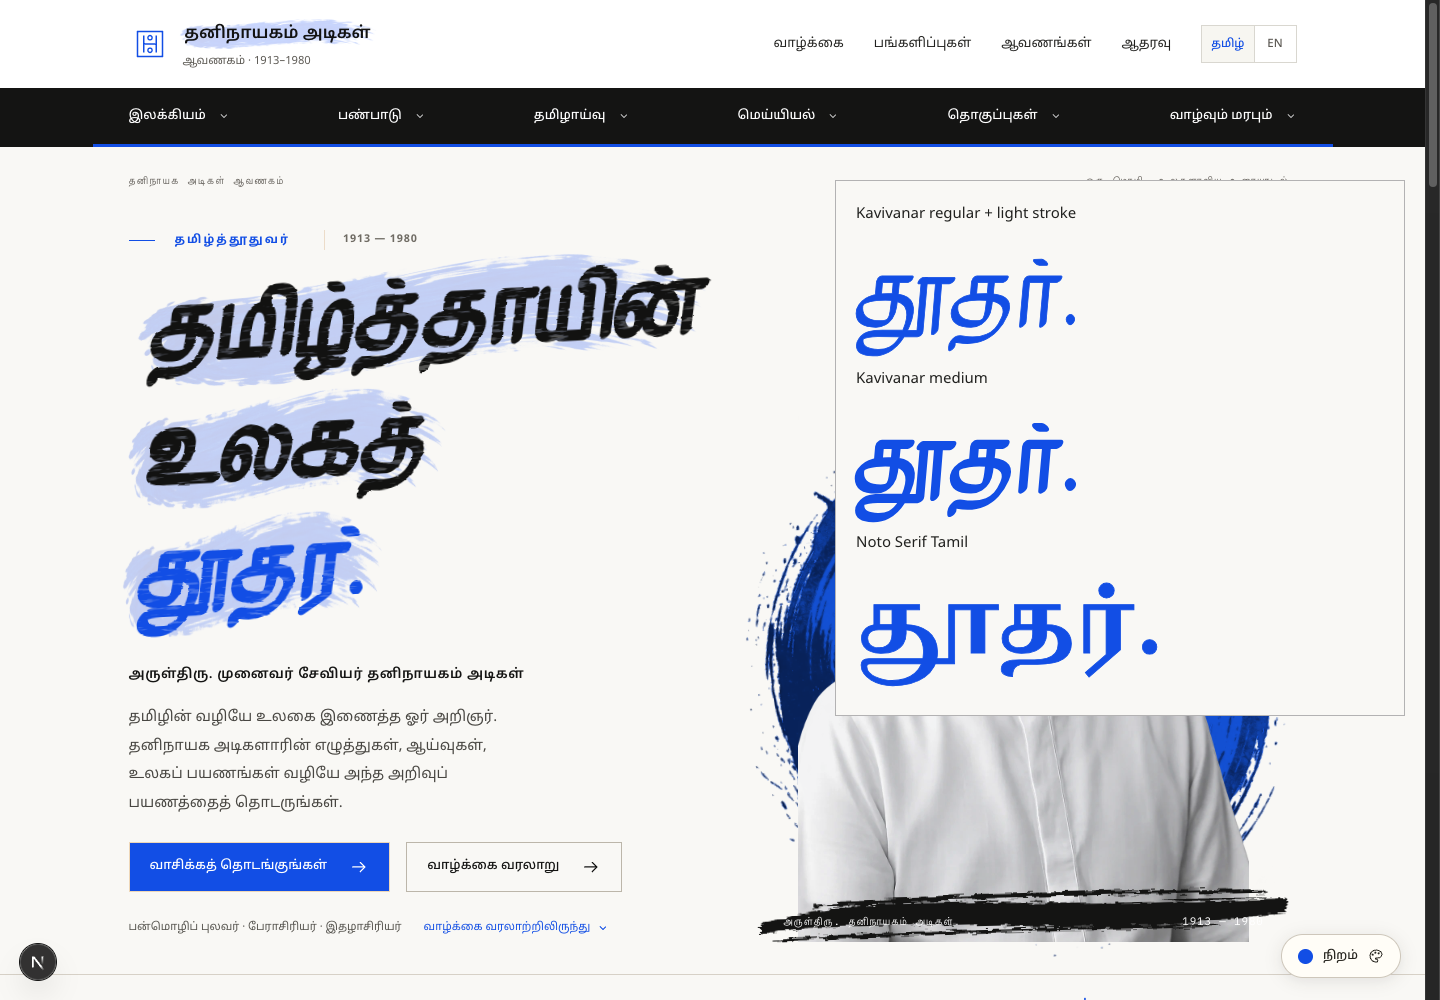 தனிநாயகம் அடிகள்
ஆவணகம் · 1913–1980
வாழ்க்கை
பங்களிப்புகள்
ஆவணங்கள்
ஆதரவு
தமிழ்
EN
இலக்கியம்
பண்பாடு
தமிழாய்வு
மெய்யியல்
தொகுப்புகள்
வாழ்வும் மரபும்
தனிநாயக அடிகள் ஆவணகம்
தமிழ்த்தூதுவர்
1913 — 1980
தமிழ்த்தாயின்
உலகத்
தூதர்.
Kavivanar regular + light stroke
தூதர்.
Kavivanar medium
தூதர்.
Noto Serif Tamil
தூதர்.
அருள்திரு. முனைவர் சேவியர் தனிநாயகம் அடிகள்
தமிழின் வழியே உலகை இணைத்த ஓர் அறிஞர்.
தனிநாயக அடிகளாரின் எழுத்துகள், ஆய்வுகள்,
உலகப் பயணங்கள் வழியே அந்த அறிவுப்
பயணத்தைத் தொடருங்கள்.
வாசிக்கத் தொடங்குங்கள்
வாழ்க்கை வரலாறு
பன்மொழிப் புலவர் · பேராசிரியர் · இதழாசிரியர்
வாழ்க்கை வரலாற்றிலிருந்து
அருள்திரு. தனிநாயகம் அடிகள்
1913 — 19
நிறம்